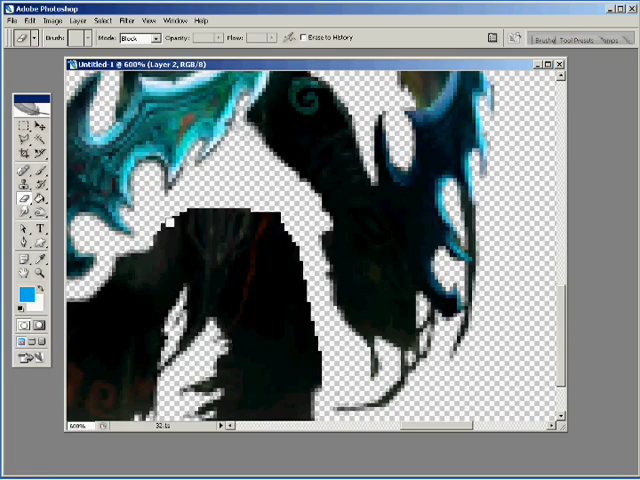 Adobe Photoshop
File Edit Image Layer Select Filter View Window Help
Brush: Mode: Block Opacity: Flow: Erase to History Brushes Tool Presets Comps
Untitled-1 @ 600% (Layer 2, RGB/8)
600%